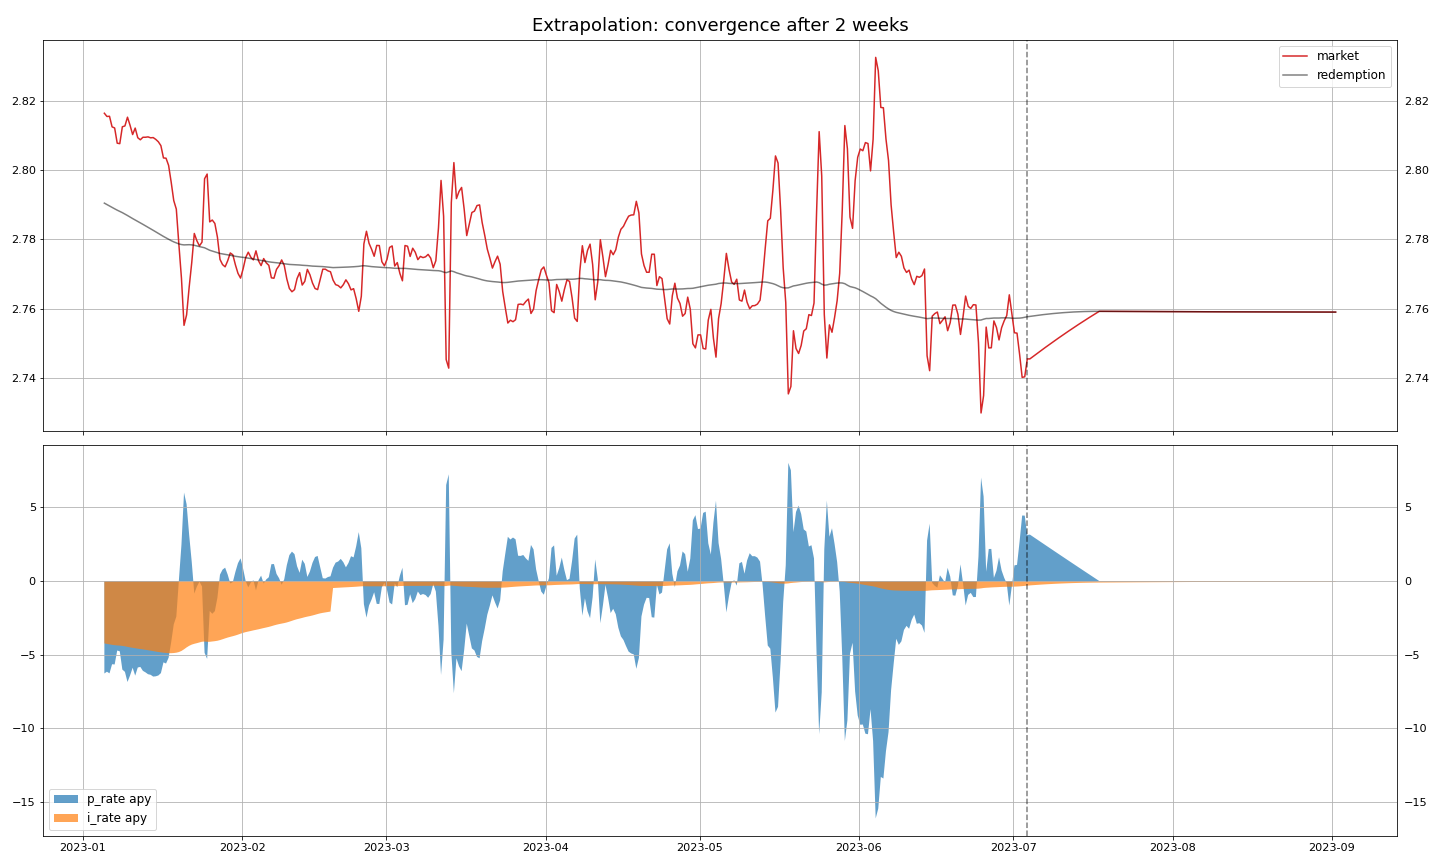 Extrapolation: convergence after 2 weeks
market
redemption
2.82 2.82
2.80 2.80
2.78 2.78
2.76 2.76
2.74 2.74
5 5
0 0
−5 −5
−10 −10
−15 −15
p_rate apy
i_rate apy
2023-01 2023-02 2023-03 2023-04 2023-05 2023-06 2023-07 2023-08 2023-09